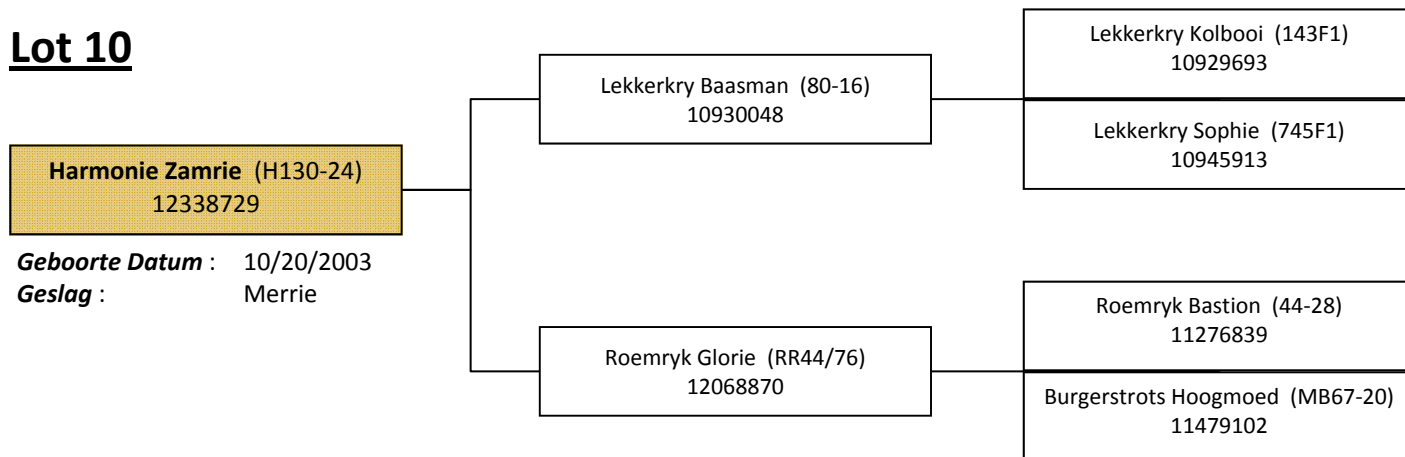 Lot 10
Harmonie Zamrie (H130-24)
12338729
Geboorte Datum : 10/20/2003
Geslag : Merrie
Lekkerkry Baasman (80-16)
10930048
Roemryk Glorie (RR44/76)
12068870
Lekkerkry Kolbooi (143F1)
10929693
Lekkerkry Sophie (745F1)
10945913
Roemryk Bastion (44-28)
11276839
Burgerstrots Hoogmoed (MB67-20)
11479102